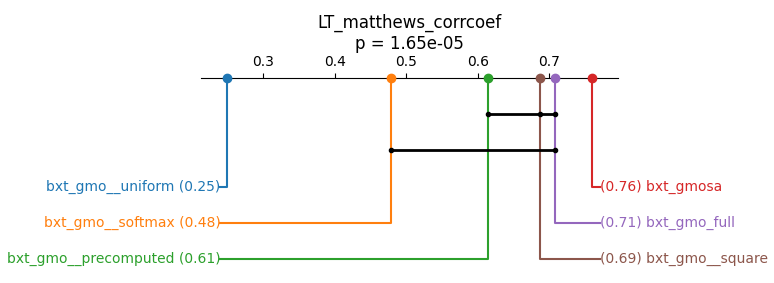 LT_matthews_corrcoef
p = 1.65e-05
0.3 0.4 0.5 0.6 0.7
bxt_gmo__uniform (0.25) (0.76) bxt_gmosa
bxt_gmo__softmax (0.48) (0.71) bxt_gmo_full
bxt_gmo__precomputed (0.61) (0.69) bxt_gmo__square